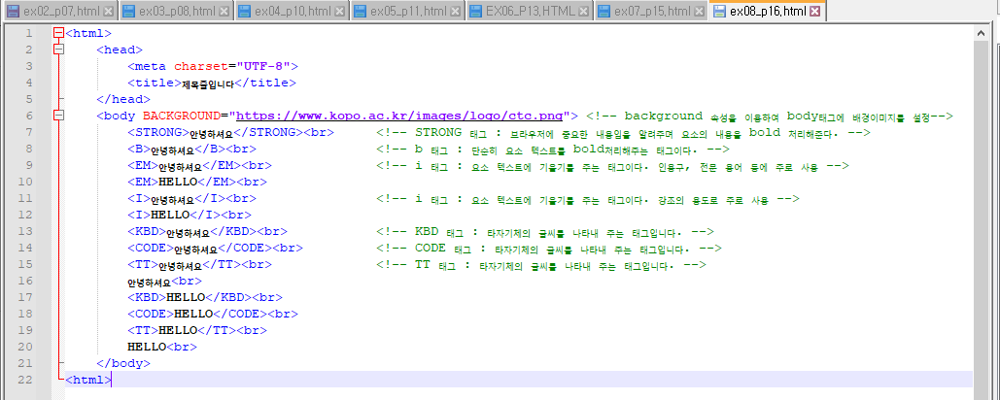 ex02_p07.html ex03_p08.html ex04_p10.html ex05_p11.html EX06_P13.HTML ex07_p15.html ex08_p16.html
1 <html>
2 <head>
3 <meta charset="UTF-8">
4 <title>제목줄입니다</title>
5 </head>
6 <body BACKGROUND="https://www.kopo.ac.kr/images/logo/ctc.png"> <!-- background 속성을 이용하여 body태그에 배경이미지를 설정-->
7 <STRONG>안녕하셔요</STRONG><br> <!-- STRONG 태그 : 브라우저에 중요한 내용임을 알려주며 요소의 내용을 bold 처리해준다. -->
8 <B>안녕하셔요</B><br> <!-- b 태그 : 단순히 요소 텍스트를 bold처리해주는 태그이다. -->
9 <EM>안녕하셔요</EM><br> <!-- i 태그 : 요소 텍스트에 기울기를 주는 태그이다. 인용구, 전문 용어 등에 주로 사용 -->
10 <EM>HELLO</EM><br>
11 <I>안녕하셔요</I><br> <!-- i 태그 : 요소 텍스트에 기울기를 주는 태그이다. 강조의 용도로 주로 사용 -->
12 <I>HELLO</I><br>
13 <KBD>안녕하셔요</KBD><br> <!-- KBD 태그 : 타자기체의 글씨를 나타내 주는 태그입니다. -->
14 <CODE>안녕하셔요</CODE><br> <!-- CODE 태그 : 타자기체의 글씨를 나타내 주는 태그입니다. -->
15 <TT>안녕하셔요</TT><br> <!-- TT 태그 : 타자기체의 글씨를 나타내 주는 태그입니다. -->
16 안녕하셔요<br>
17 <KBD>HELLO</KBD><br>
18 <CODE>HELLO</CODE><br>
19 <TT>HELLO</TT><br>
20 HELLO<br>
21 </body>
22 <html>